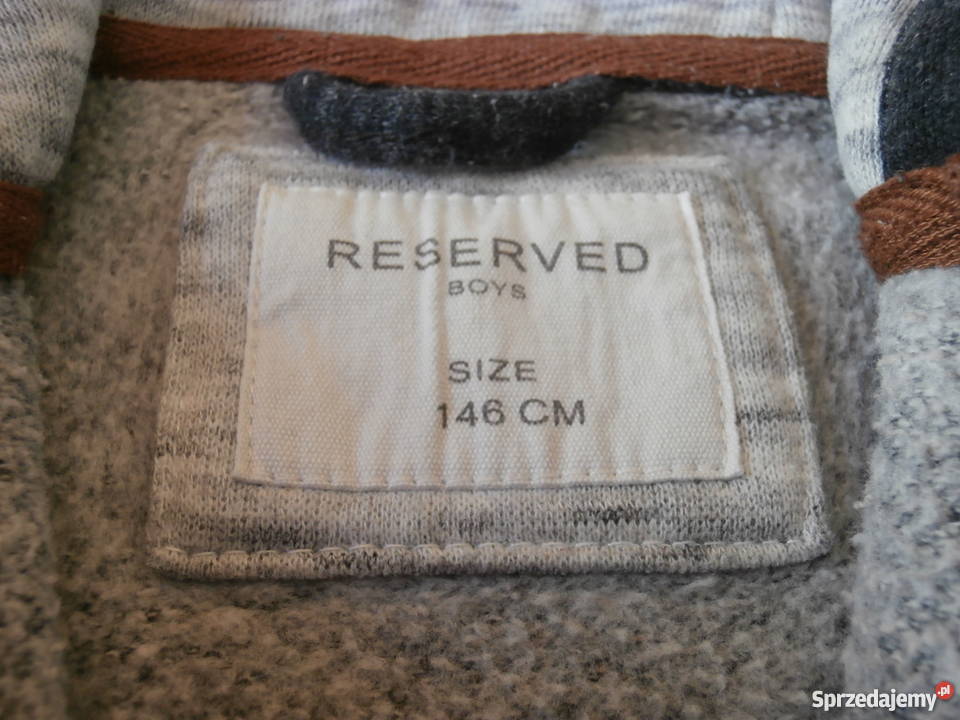 RESERVED
BOYS
SIZE
146 CM
Sprzedajemy.pl